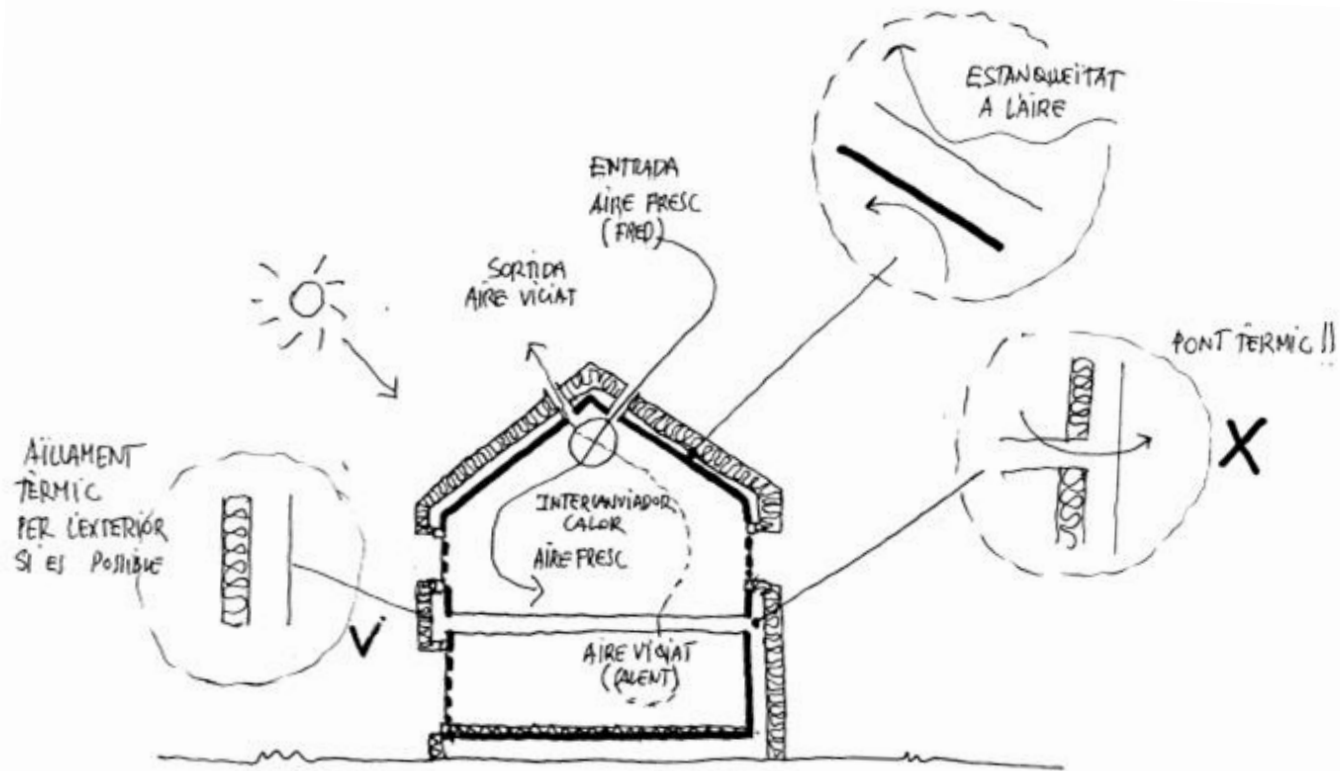 ESTANQUEÏTAT
A L'AIRE
ENTRADA
AIRE FRESC
(FRED)
SORTIDA
AIRE VICIAT
PONT TÈRMIC!!
X
AÏLLAMENT
TÈRMIC
PER L'EXTERIOR
SI ES POSSIBLE
V
INTERCANVIADOR
CALOR
AIRE FRESC
AIRE VICIAT
(CALENT)